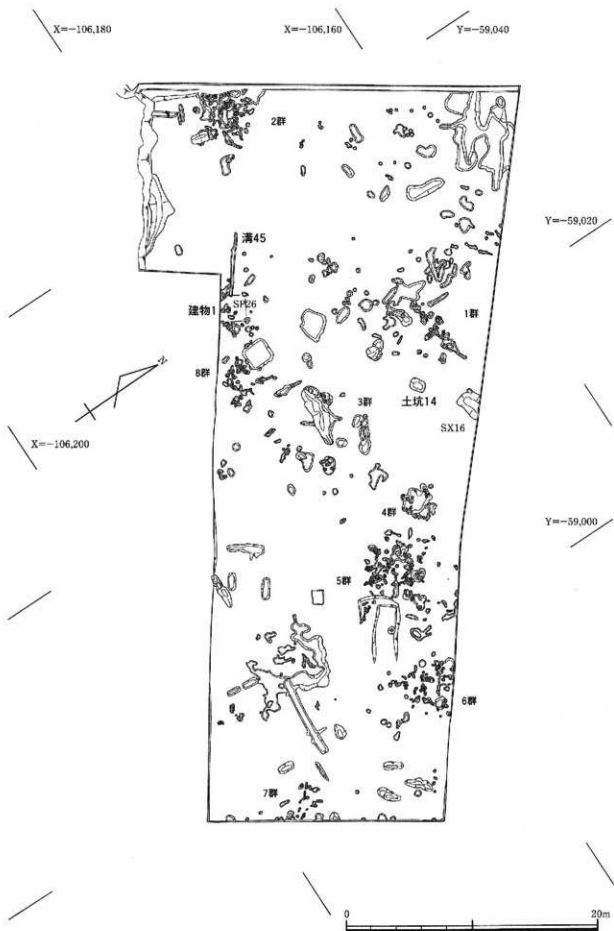 X=-106,180
X=-106,160
Y=-59,040
2群
Y=-59,020
溝45
SP26
建物1
1群
8群
3群
土坑14
N
SX16
X=-106,200
4群
Y=-59,000
5群
6群
7群
0
20m